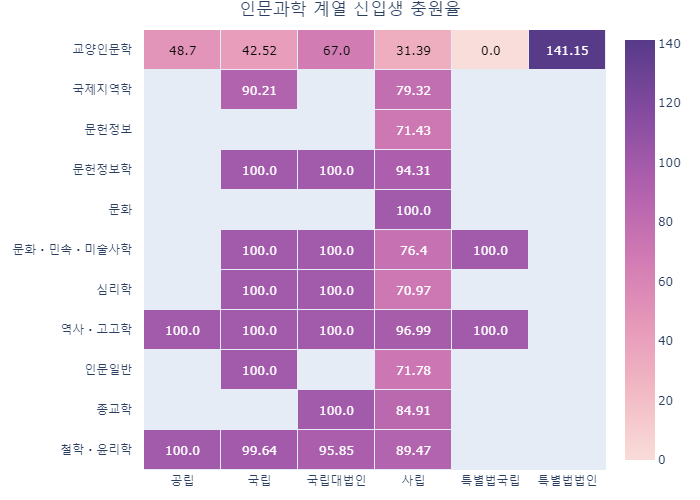 인문과학 계열 신입생 충원율
교양인문학 48.7 42.52 67.0 31.39 0.0 141.15
국제지역학 90.21 79.32
문헌정보 71.43
문헌정보학 100.0 100.0 94.31
문화 100.0
문화・민속・미술사학 100.0 100.0 76.4 100.0
심리학 100.0 100.0 70.97
역사・고고학 100.0 100.0 100.0 96.99 100.0
인문일반 100.0 71.78
종교학 100.0 84.91
철학・윤리학 100.0 99.64 95.85 89.47
공립 국립 국립대법인 사립 특별법국립 특별법법인
140
120
100
80
60
40
20
0